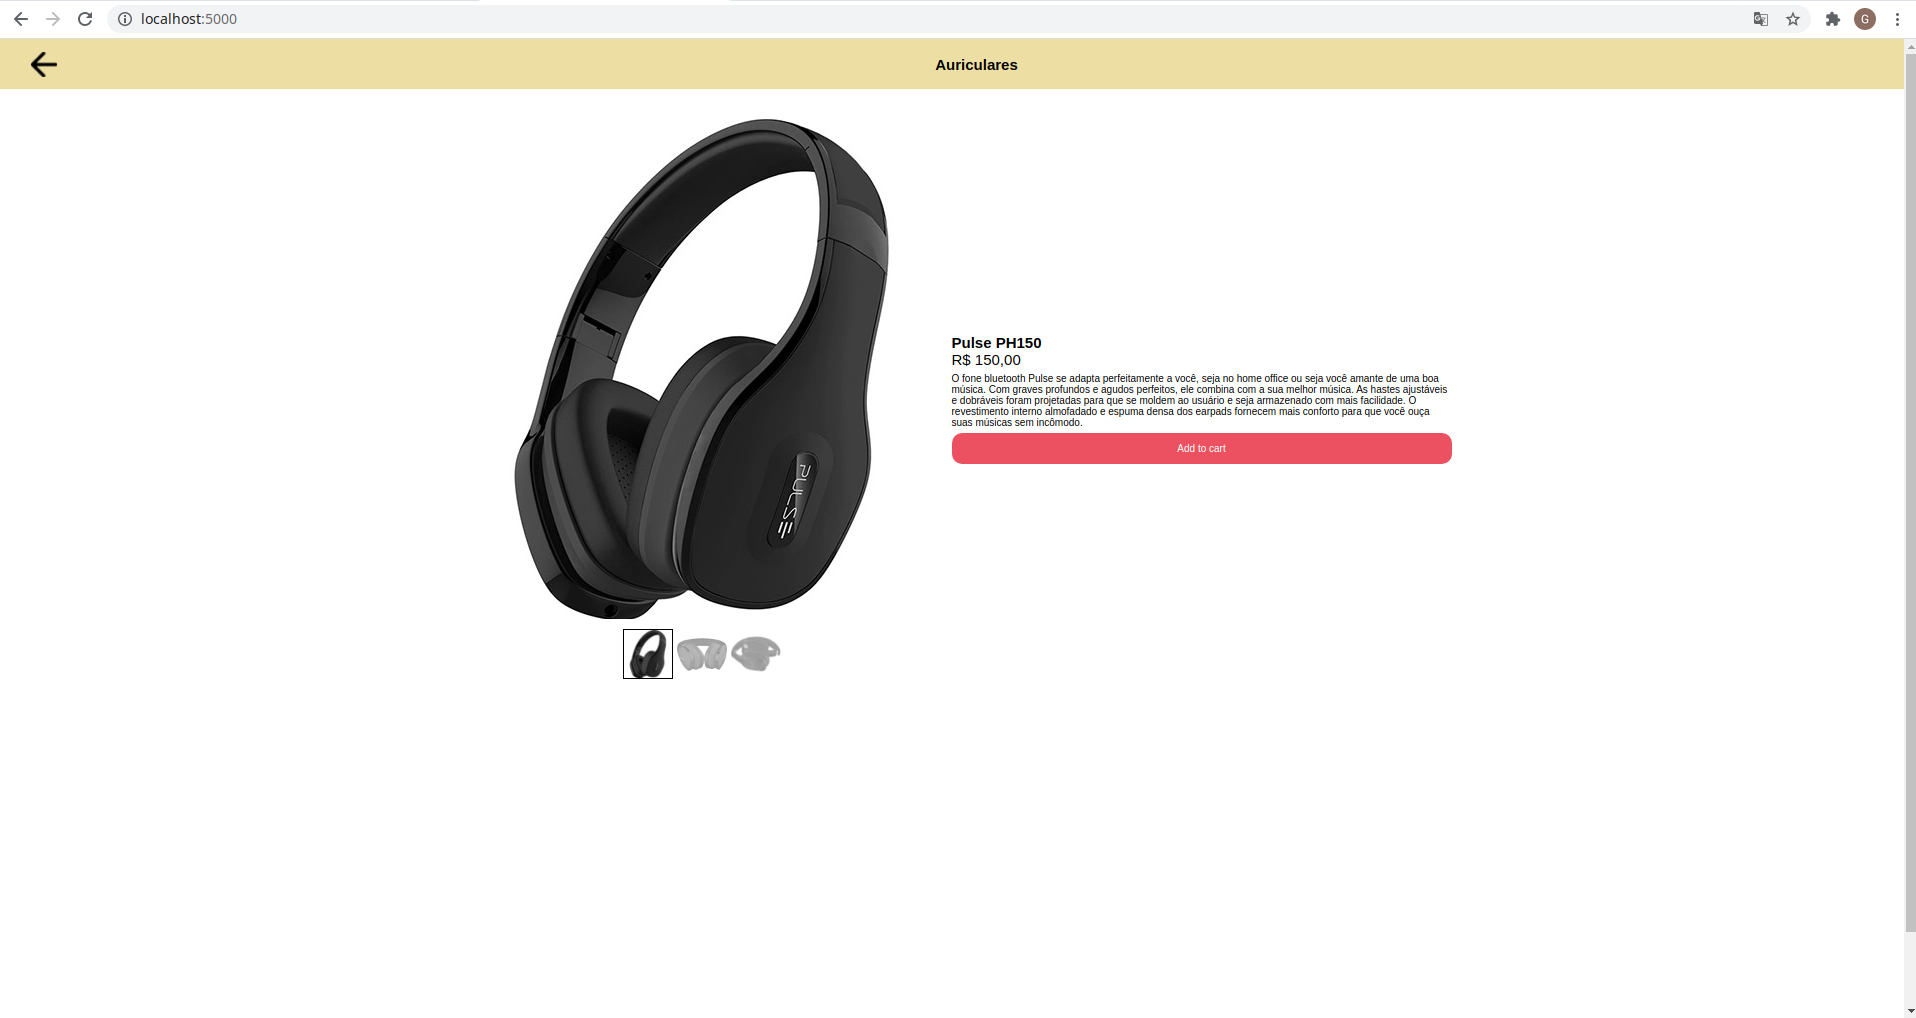 localhost:5000
G
Auriculares
PULSE
Pulse PH150
R$ 150,00
O fone bluetooth Pulse se adapta perfeitamente a você, seja no home office ou seja você amante de uma boa
música. Com graves profundos e agudos perfeitos, ele combina com a sua melhor música. As hastes ajustáveis
e dobráveis foram projetadas para que se moldem ao usuário e seja armazenado com mais facilidade. O
revestimento interno almofadado e espuma densa dos earpads fornecem mais conforto para que você ouça
suas músicas sem incômodo.
Add to cart